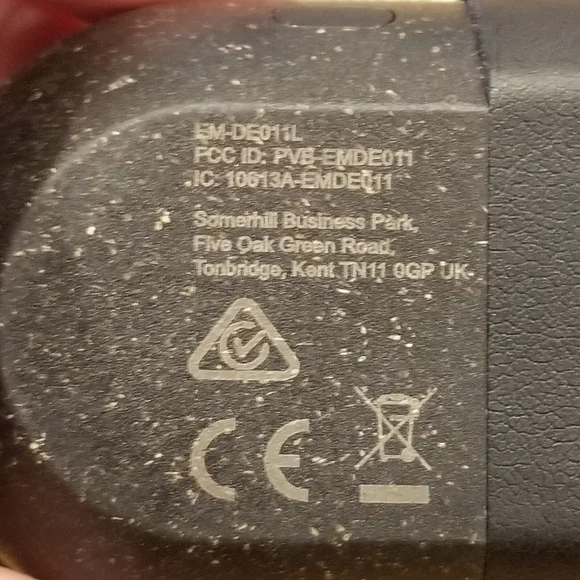 EM-DE011L
FCC ID: PVB-EMDE011
IC: 10613A-EMDE011
Somerhill Business Park,
Five Oak Green Road,
Tonbridge, Kent TN11 0GP UK
CE